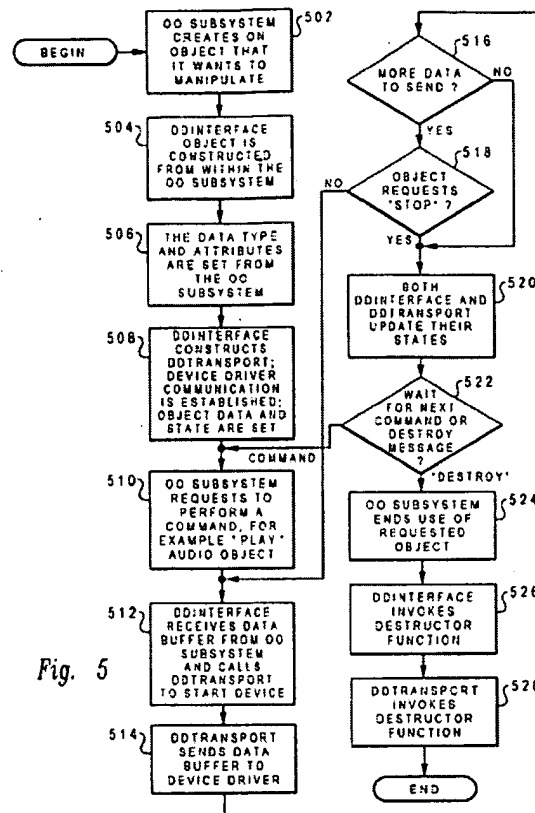 BEGIN
502
OO SUBSYSTEM
CREATES ON
OBJECT THAT
IT WANTS TO
MANIPULATE
504
DDINTERFACE
OBJECT IS
CONSTRUCTED
FROM WITHIN THE
OO SUBSYSTEM
506
THE DATA TYPE
AND ATTRIBUTES
ARE SET FROM
THE OO
SUBSYSTEM
508
DDINTERFACE
CONSTRUCTS
DDTRANSPORT;
DEVICE DRIVER
COMMUNICATION
IS ESTABLISHED;
OBJECT DATA AND
STATE ARE SET
COMMAND
510
OO SUBSYSTEM
REQUESTS TO
PERFORM A
COMMAND, FOR
EXAMPLE "PLAY"
AUDIO OBJECT
512
DDINTERFACE
RECEIVES DATA
BUFFER FROM OO
SUBSYSTEM
AND CALLS
DDTRANSPORT
TO START DEVICE
514
DDTRANSPORT
SENDS DATA
BUFFER TO
DEVICE DRIVER
Fig. 5
516
MORE DATA
TO SEND ?
NO
YES
518
OBJECT
REQUESTS
"STOP" ?
NO
YES
520
BOTH
DDINTERFACE AND
DDTRANSPORT
UPDATE THEIR
STATES
522
WAIT
FOR NEXT
COMMAND OR
DESTROY
MESSAGE
?
"DESTROY"
524
OO SUBSYSTEM
ENDS USE OF
REQUESTED
OBJECT
526
DDINTERFACE
INVOKES
DESTRUCTOR
FUNCTION
528
DDTRANSPORT
INVOKES
DESTRUCTOR
FUNCTION
END